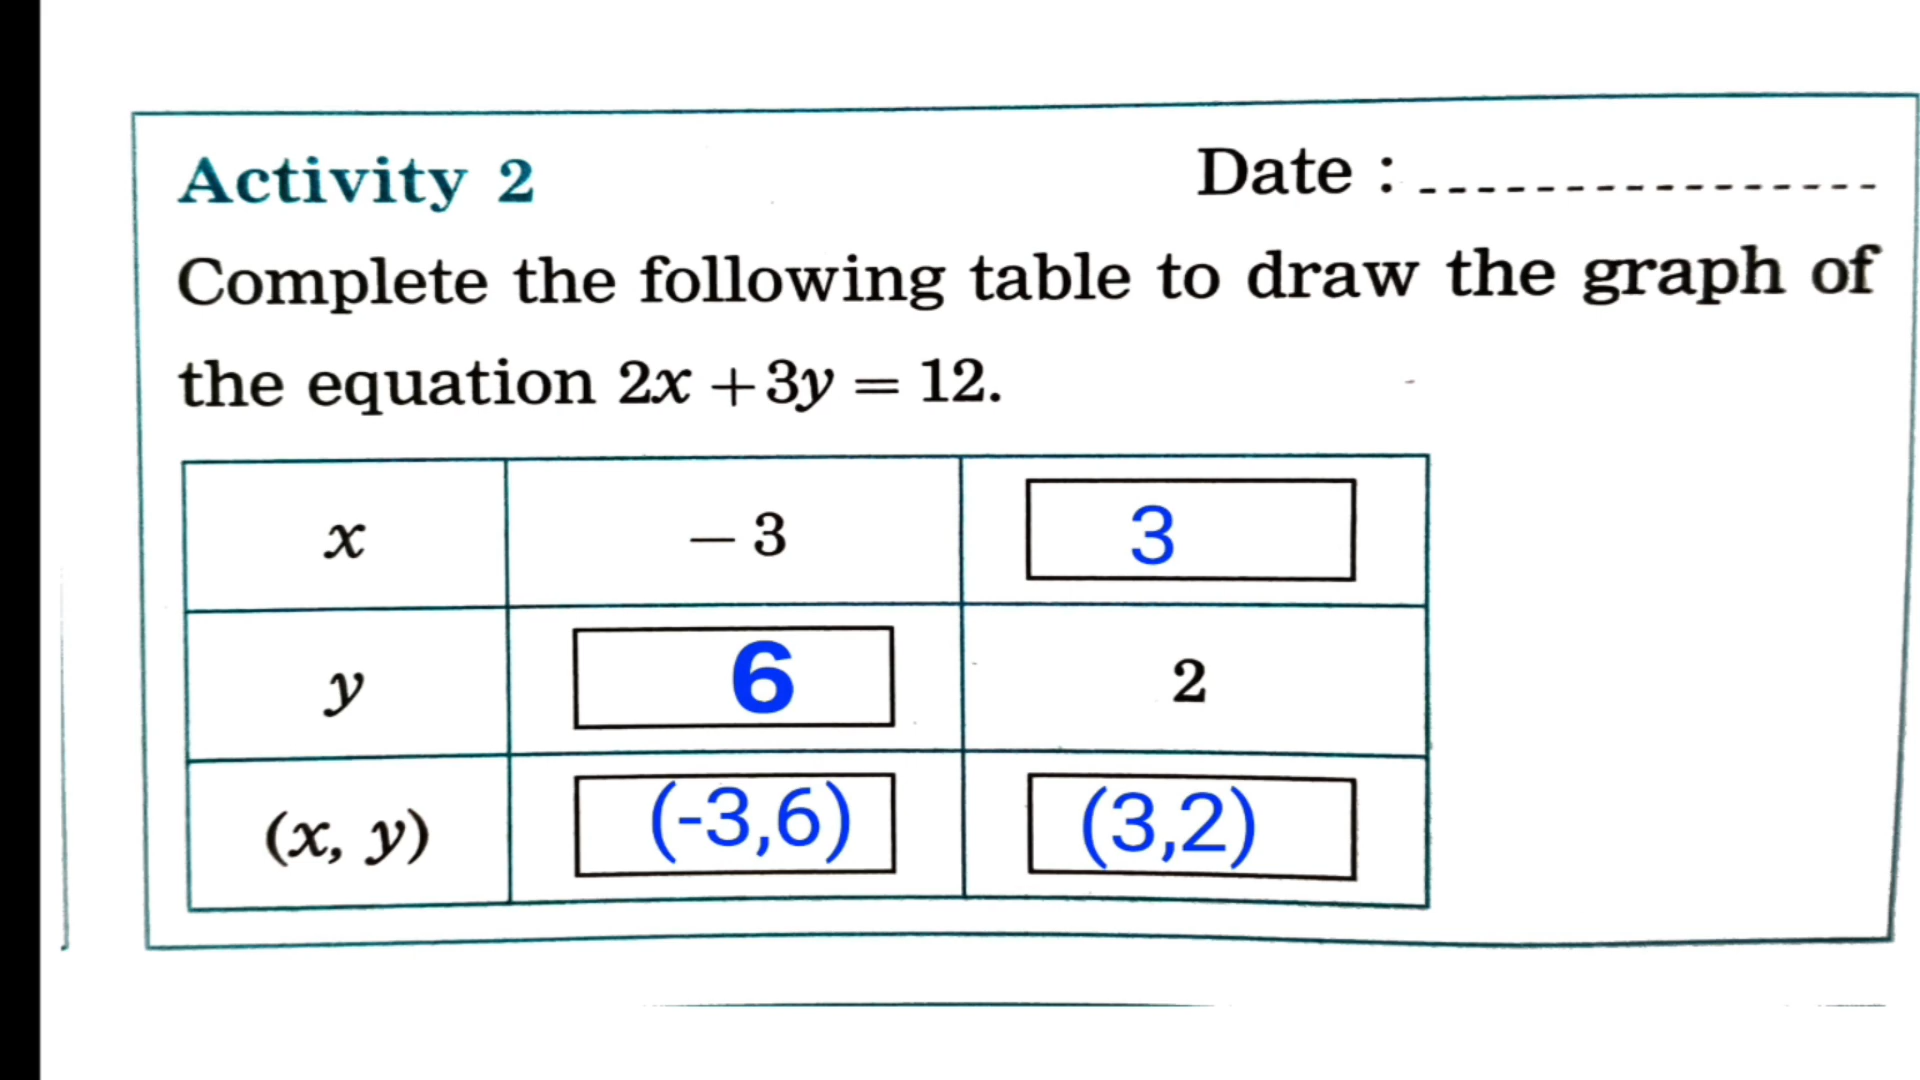 Activity 2 Date : ----------------
Complete the following table to draw the graph of
the equation 2x + 3y = 12.
x – 3 3
y 6 2
(x, y) (-3,6) (3,2)